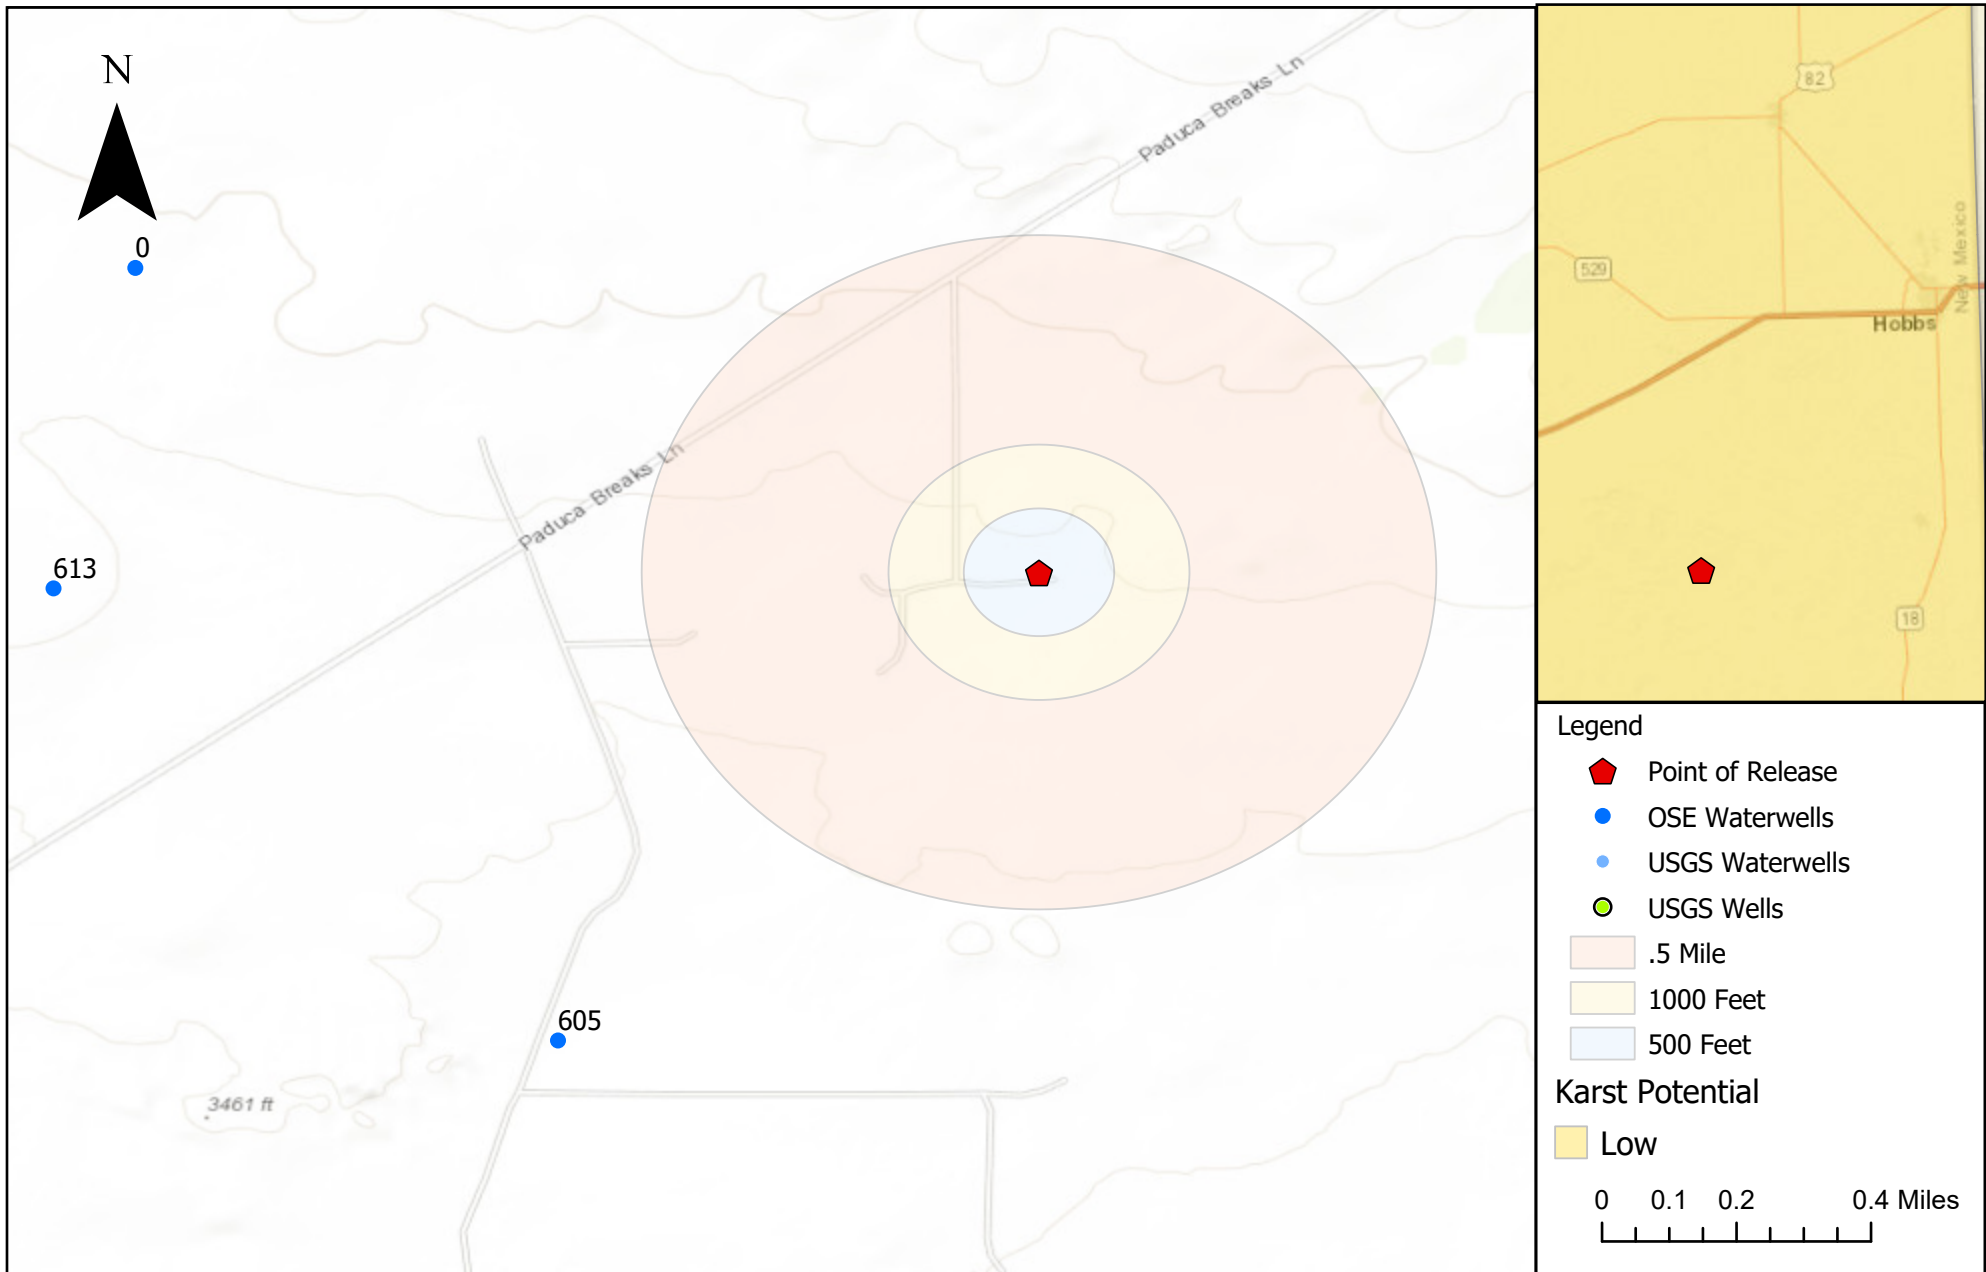 N
0
613
605
3461 ft
Paduca Breaks Ln
Paduca Breaks Ln
82
529
Hobbs
New Mexico
18
Legend
Point of Release
OSE Waterwells
USGS Waterwells
USGS Wells
.5 Mile
1000 Feet
500 Feet
Karst Potential
Low
0 0.1 0.2 0.4 Miles